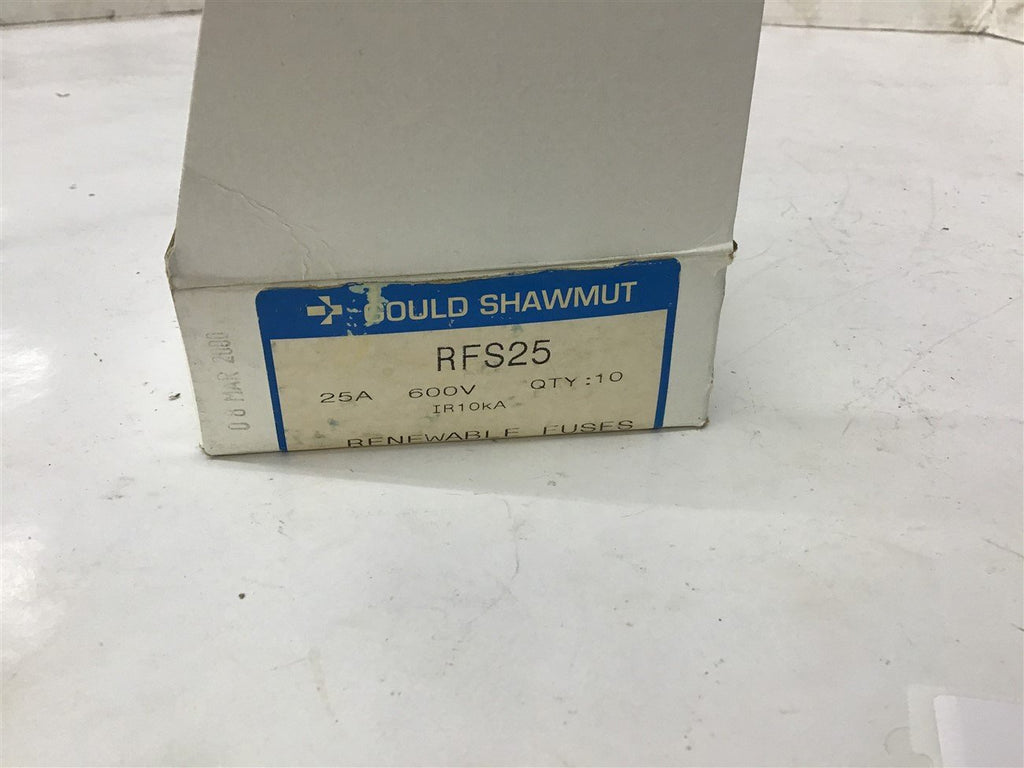 GOULD SHAWMUT
RFS25
25A 600V QTY:10
IR10kA
RENEWABLE FUSES
08 MAR 2000